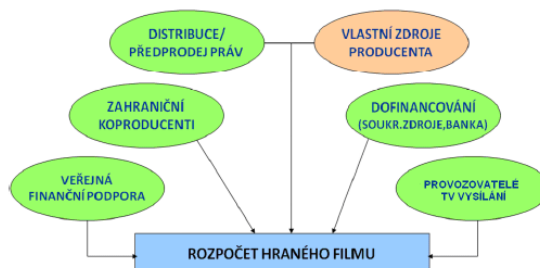 DISTRIBUCE/
PŘEDPRODEJ PRÁV
VLASTNÍ ZDROJE
PRODUCENTA
ZAHRANIČNÍ
KOPRODUCENTI
DOFINANCOVÁNÍ
(SOUKR.ZDROJE,BANKA)
VEŘEJNÁ
FINANČNÍ PODPORA
PROVOZOVATELÉ
TV VYSÍLÁNÍ
ROZPOČET HRANÉHO FILMU